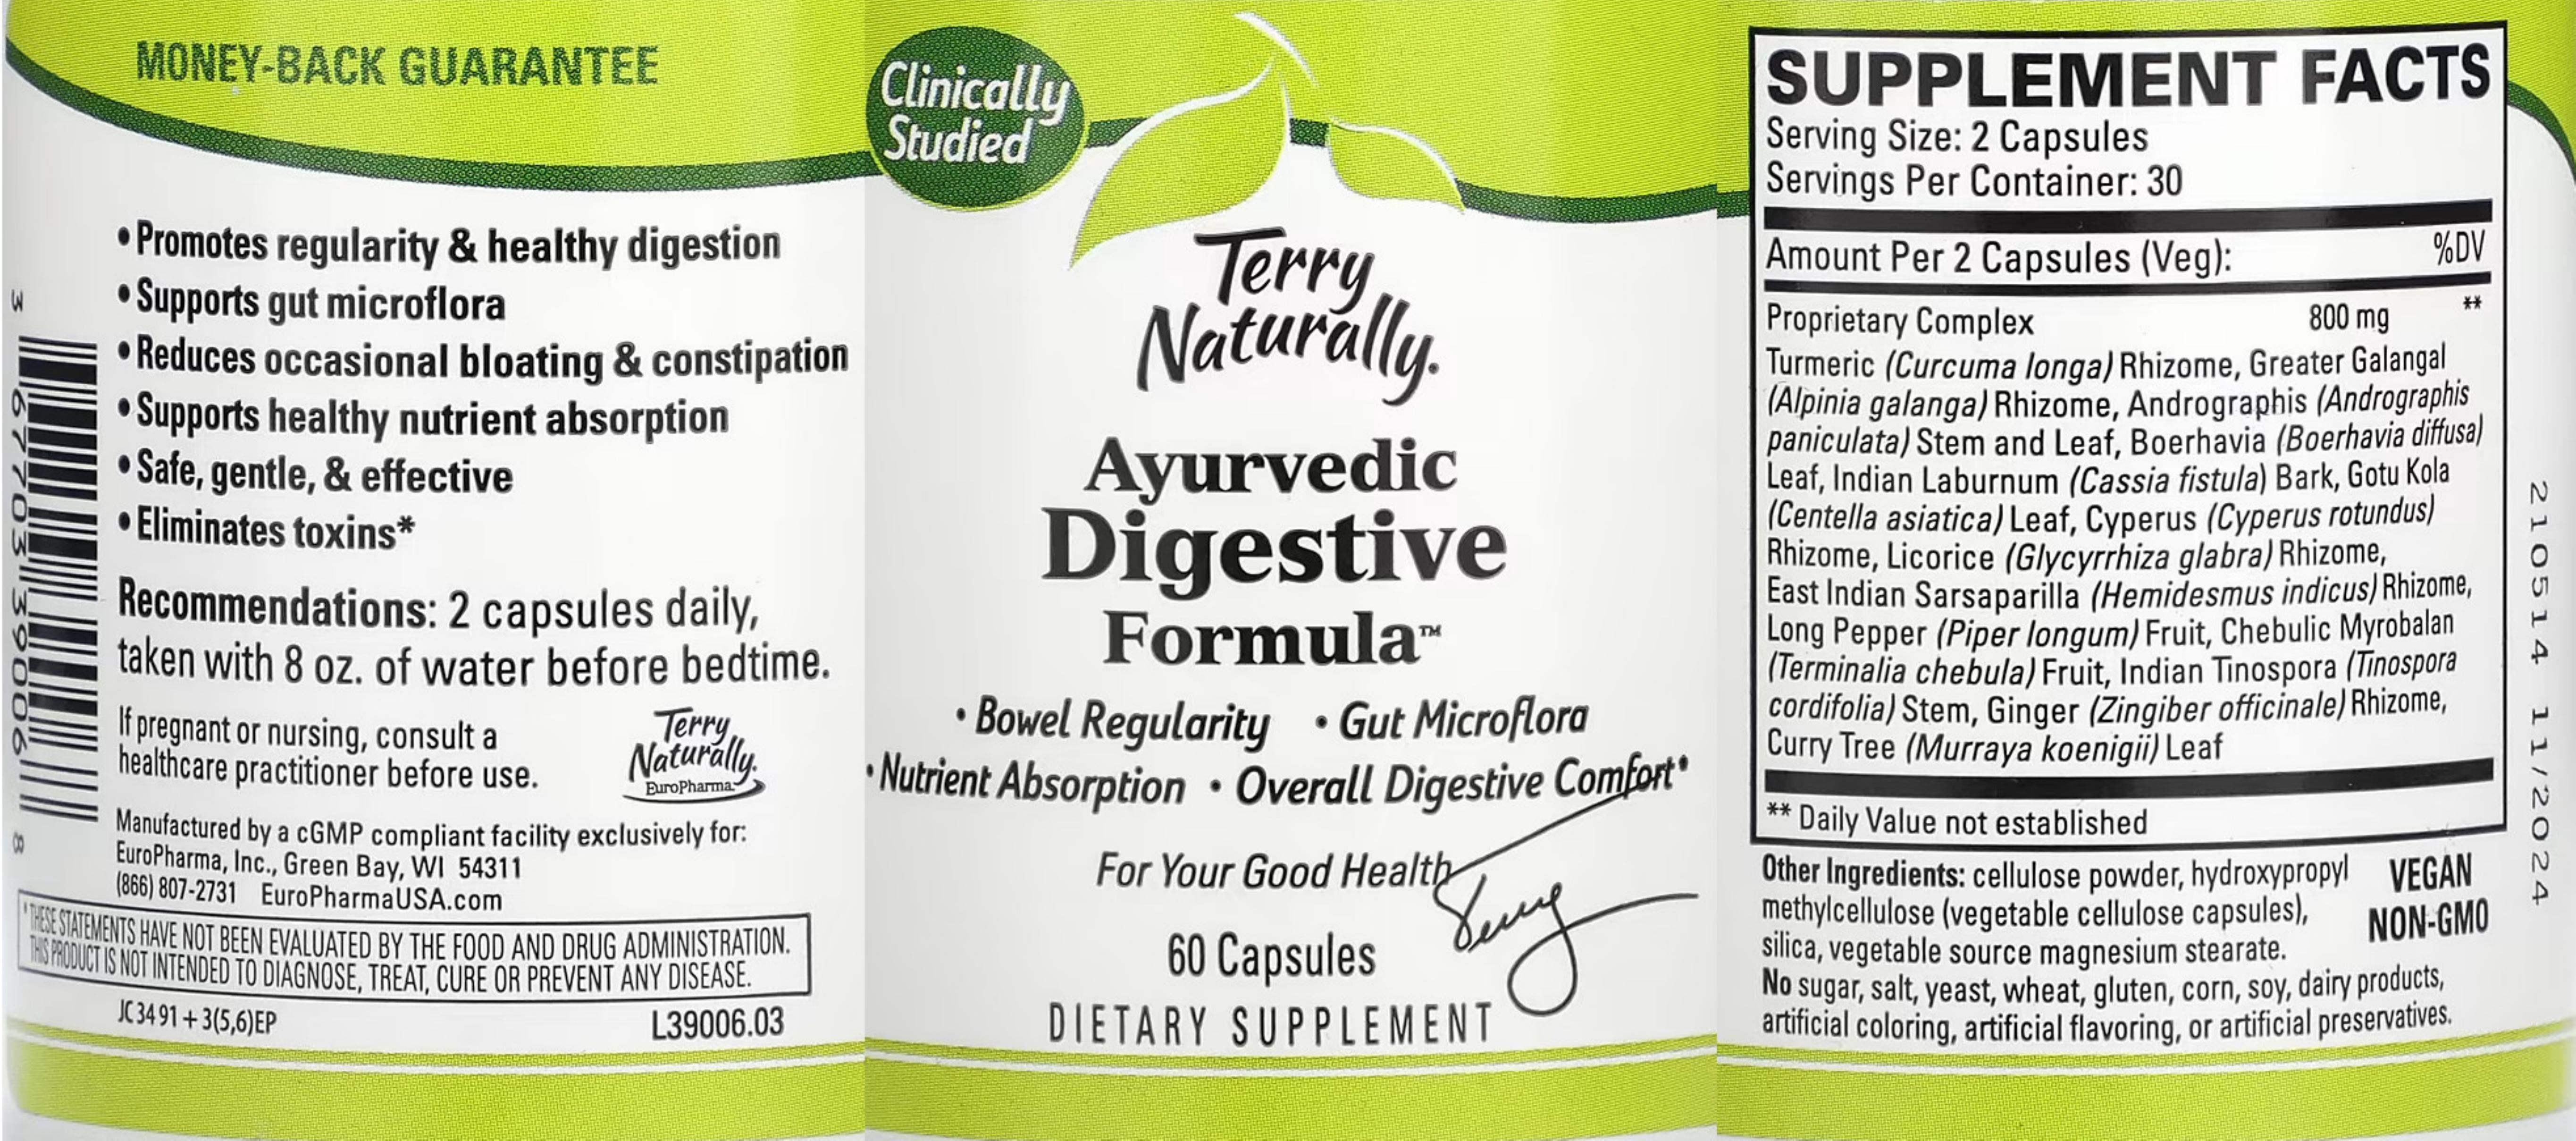 MONEY-BACK GUARANTEE
• Promotes regularity & healthy digestion
• Supports gut microflora
• Reduces occasional bloating & constipation
• Supports healthy nutrient absorption
• Safe, gentle, & effective
• Eliminates toxins*
Recommendations: 2 capsules daily,
taken with 8 oz. of water before bedtime.
If pregnant or nursing, consult a
healthcare practitioner before use.
Terry
Naturally.
EuroPharma
Manufactured by a cGMP compliant facility exclusively for:
EuroPharma, Inc., Green Bay, WI 54311
(866) 807-2731 EuroPharmaUSA.com
*THESE STATEMENTS HAVE NOT BEEN EVALUATED BY THE FOOD AND DRUG ADMINISTRATION.
THIS PRODUCT IS NOT INTENDED TO DIAGNOSE, TREAT, CURE OR PREVENT ANY DISEASE.
JC 34 91 + 3(5,6)EP
L39006.03
3 67703 39006 8
Clinically
Studied
Terry
Naturally.
Ayurvedic
Digestive
Formula™
• Bowel Regularity • Gut Microflora
• Nutrient Absorption • Overall Digestive Comfort*
For Your Good Health,
Terry
60 Capsules
DIETARY SUPPLEMENT
SUPPLEMENT FACTS
Serving Size: 2 Capsules
Servings Per Container: 30
Amount Per 2 Capsules (Veg): %DV
Proprietary Complex 800 mg **
Turmeric (Curcuma longa) Rhizome, Greater Galangal
(Alpinia galanga) Rhizome, Andrographis (Andrographis
paniculata) Stem and Leaf, Boerhavia (Boerhavia diffusa)
Leaf, Indian Laburnum (Cassia fistula) Bark, Gotu Kola
(Centella asiatica) Leaf, Cyperus (Cyperus rotundus)
Rhizome, Licorice (Glycyrrhiza glabra) Rhizome,
East Indian Sarsaparilla (Hemidesmus indicus) Rhizome,
Long Pepper (Piper longum) Fruit, Chebulic Myrobalan
(Terminalia chebula) Fruit, Indian Tinospora (Tinospora
cordifolia) Stem, Ginger (Zingiber officinale) Rhizome,
Curry Tree (Murraya koenigii) Leaf
** Daily Value not established
Other Ingredients: cellulose powder, hydroxypropyl
methylcellulose (vegetable cellulose capsules),
silica, vegetable source magnesium stearate.
No sugar, salt, yeast, wheat, gluten, corn, soy, dairy products,
artificial coloring, artificial flavoring, or artificial preservatives.
VEGAN
NON-GMO
210514 11/2024